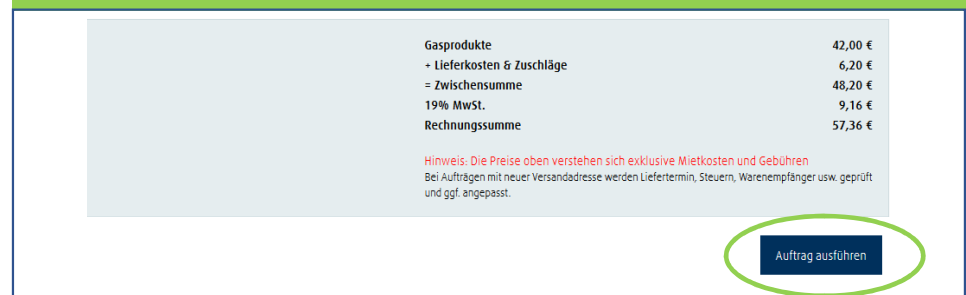 Gasprodukte 42,00 €
+ Lieferkosten & Zuschläge 6,20 €
= Zwischensumme 48,20 €
19% MwSt. 9,16 €
Rechnungssumme 57,36 €
Hinweis: Die Preise oben verstehen sich exklusive Mietkosten und Gebühren
Bei Aufträgen mit neuer Versandadresse werden Liefertermin, Steuern, Warenempfänger usw. geprüft
und ggf. angepasst.
Auftrag ausführen